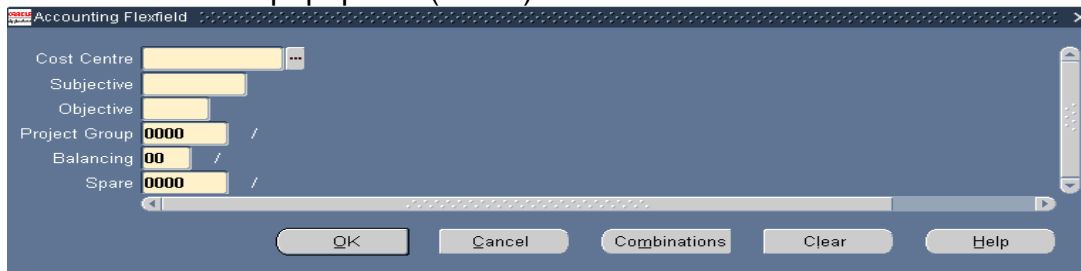 Accounting Flexfield
Cost Centre
Subjective
Objective
Project Group 0000 /
Balancing 00 /
Spare 0000 /
OK Cancel Combinations Clear Help